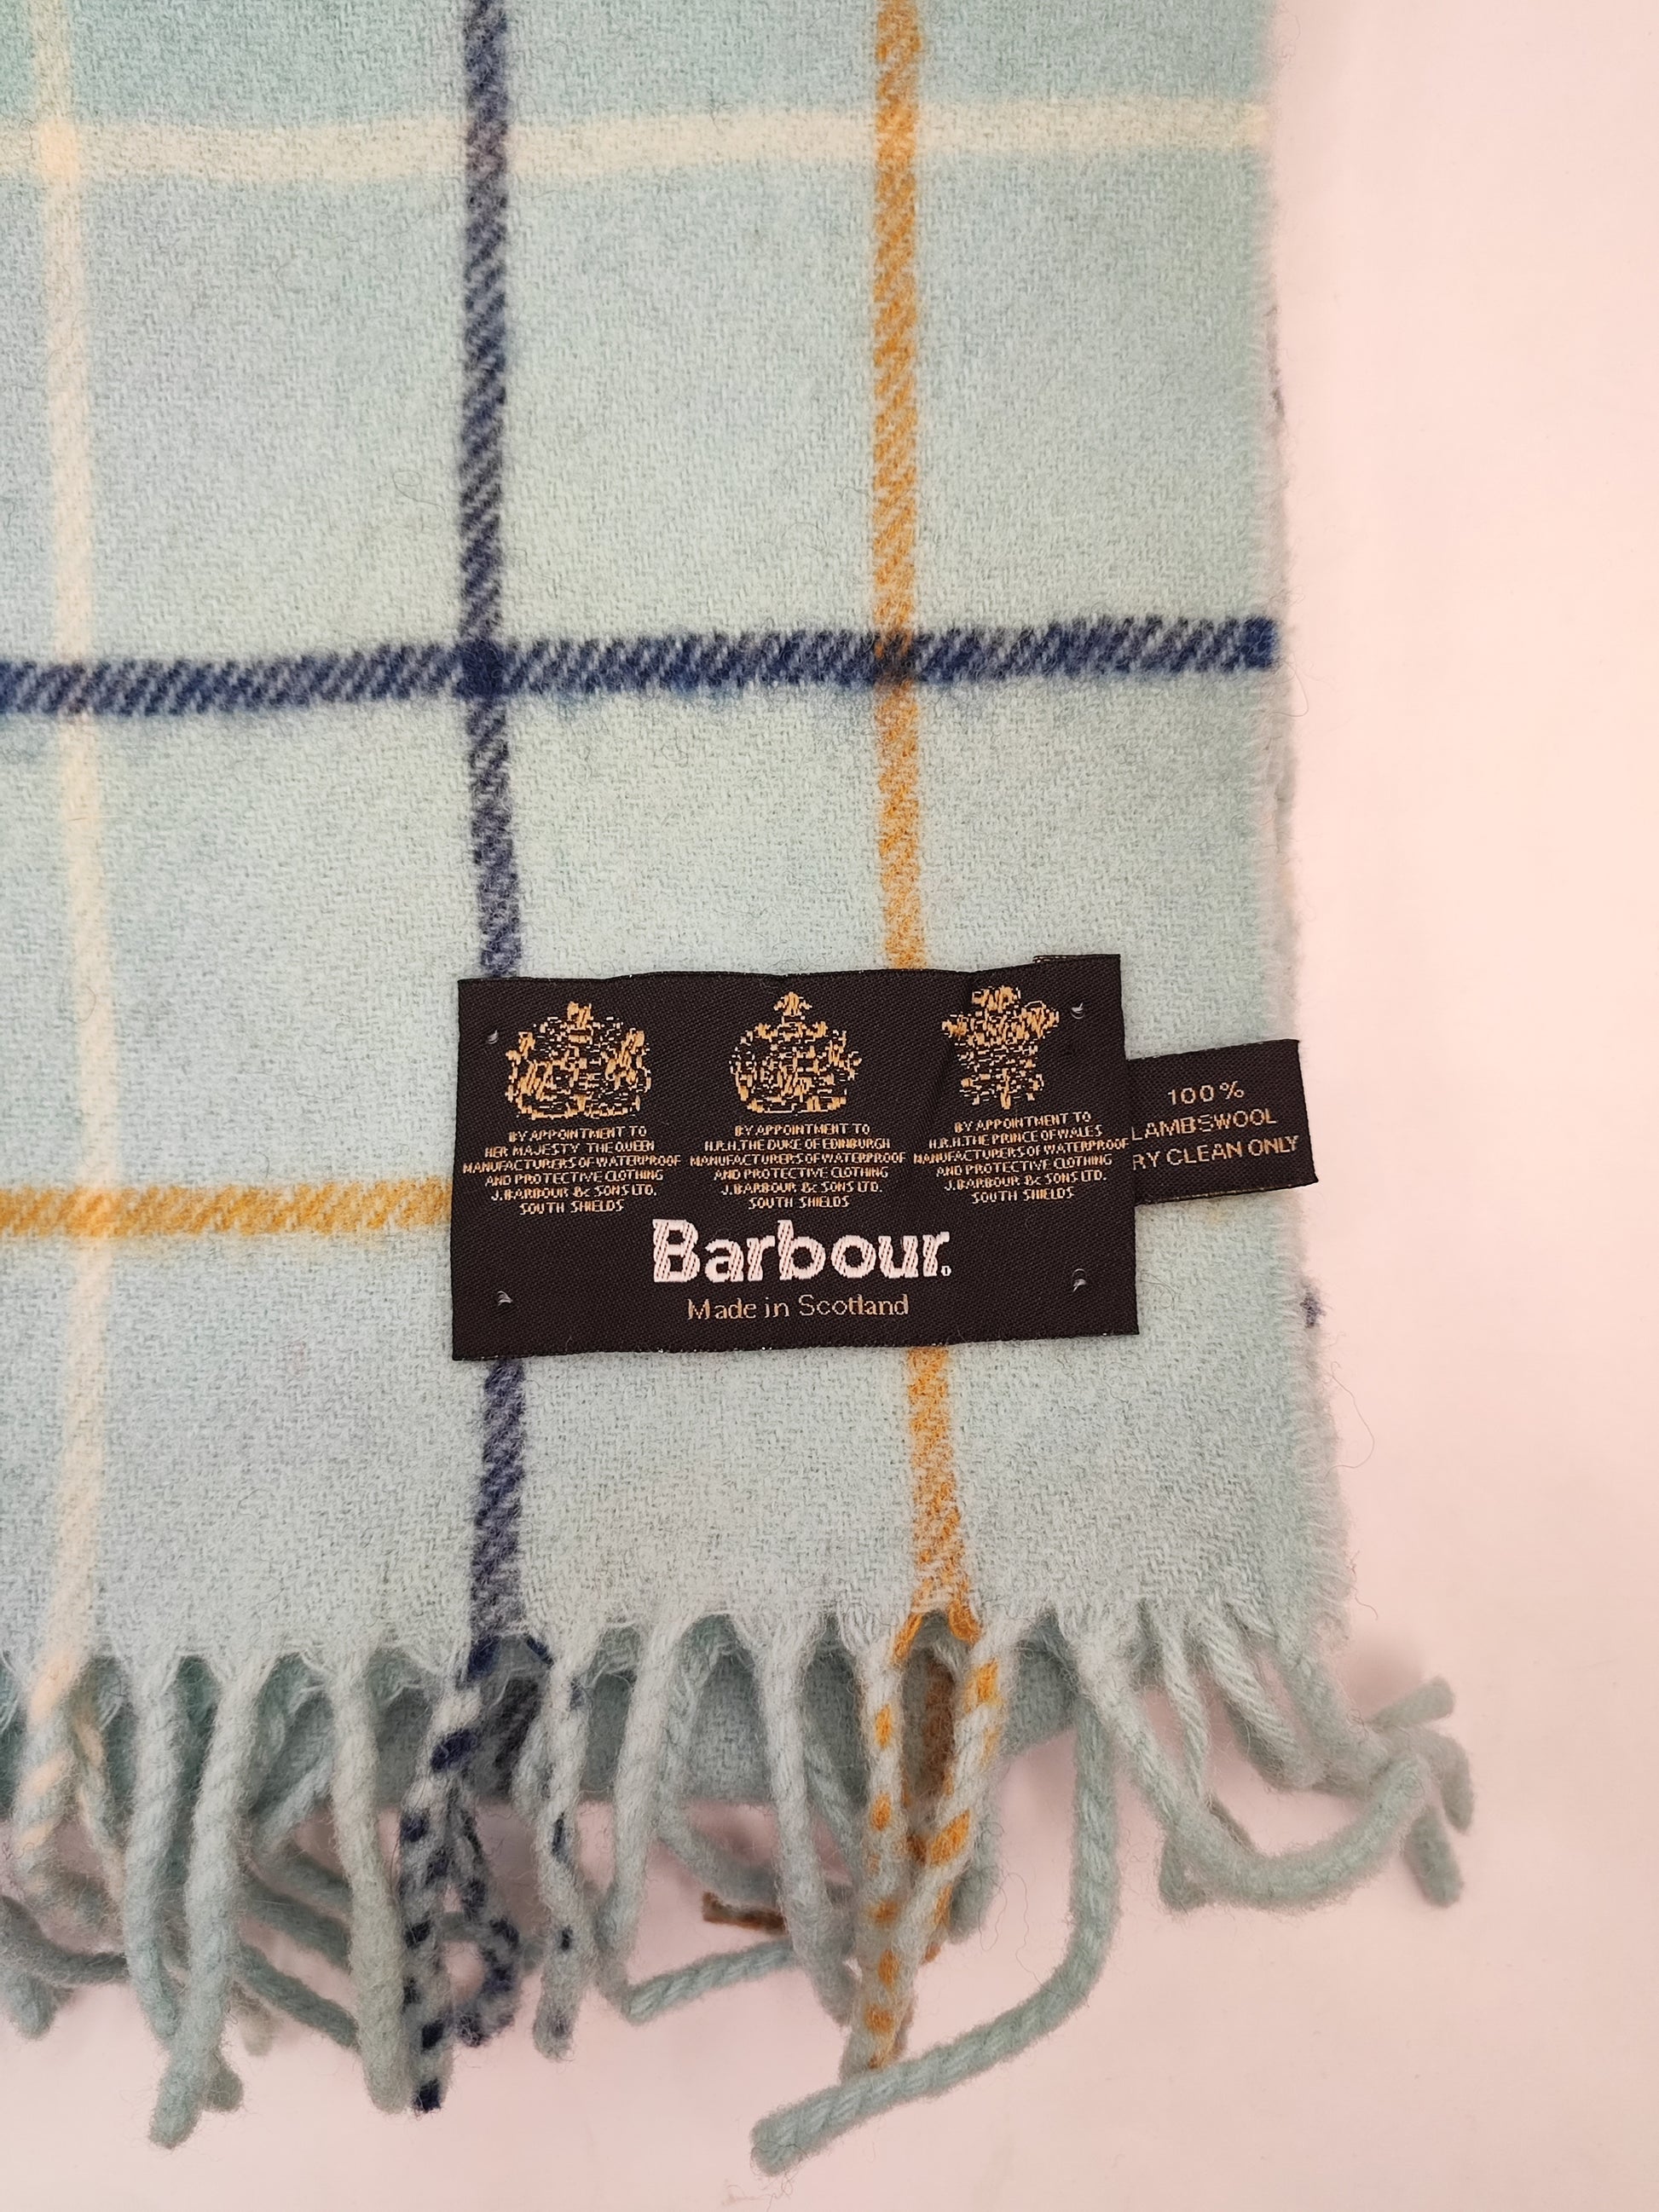 BY APPOINTMENT TO
HER MAJESTY THE QUEEN
MANUFACTURERS OF WATERPROOF
AND PROTECTIVE CLOTHING
J. BARBOUR & SONS LTD.
SOUTH SHIELDS
BY APPOINTMENT TO
H.R.H. THE DUKE OF EDINBURGH
MANUFACTURERS OF WATERPROOF
AND PROTECTIVE CLOTHING
J. BARBOUR & SONS LTD.
SOUTH SHIELDS
BY APPOINTMENT TO
H.R.H. THE PRINCE OF WALES
MANUFACTURERS OF WATERPROOF
AND PROTECTIVE CLOTHING
J. BARBOUR & SONS LTD.
SOUTH SHIELDS
Barbour.
Made in Scotland
100%
LAMBSWOOL
RY CLEAN ONLY